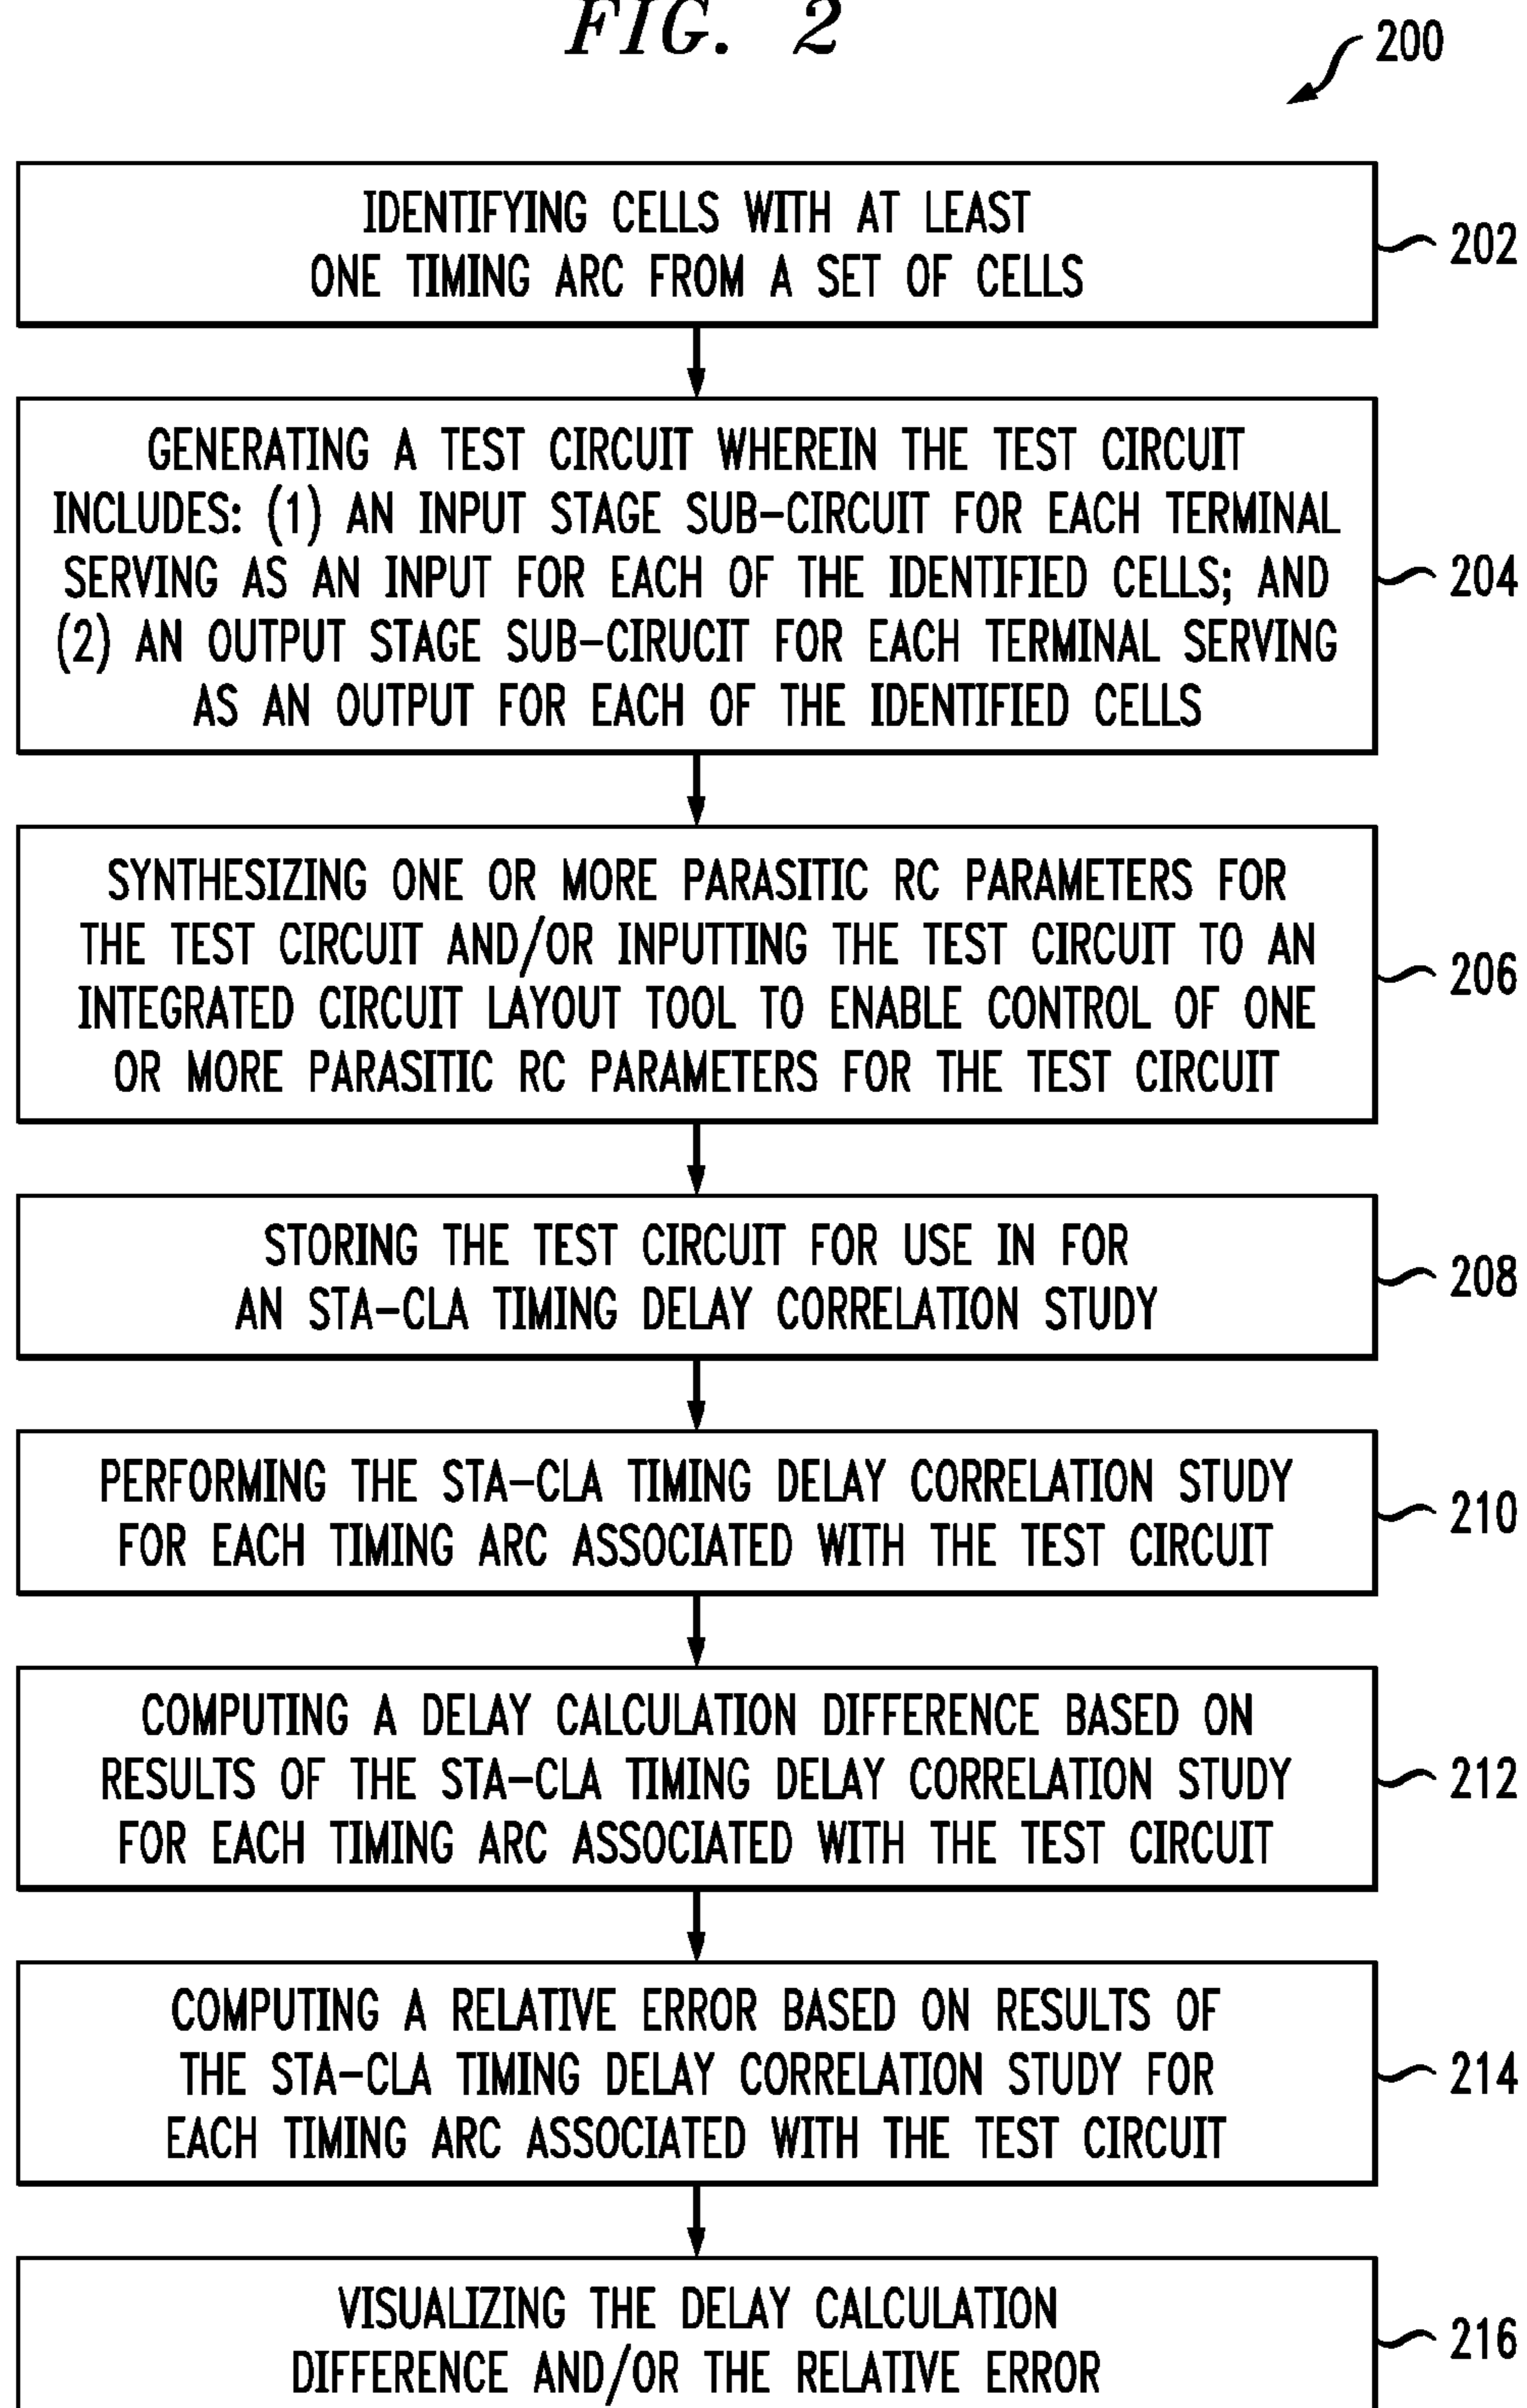 FIG. 2
200
IDENTIFYING CELLS WITH AT LEAST
ONE TIMING ARC FROM A SET OF CELLS
202
GENERATING A TEST CIRCUIT WHEREIN THE TEST CIRCUIT
INCLUDES: (1) AN INPUT STAGE SUB-CIRCUIT FOR EACH TERMINAL
SERVING AS AN INPUT FOR EACH OF THE IDENTIFIED CELLS; AND
(2) AN OUTPUT STAGE SUB-CIRUCIT FOR EACH TERMINAL SERVING
AS AN OUTPUT FOR EACH OF THE IDENTIFIED CELLS
204
SYNTHESIZING ONE OR MORE PARASITIC RC PARAMETERS FOR
THE TEST CIRCUIT AND/OR INPUTTING THE TEST CIRCUIT TO AN
INTEGRATED CIRCUIT LAYOUT TOOL TO ENABLE CONTROL OF ONE
OR MORE PARASITIC RC PARAMETERS FOR THE TEST CIRCUIT
206
STORING THE TEST CIRCUIT FOR USE IN FOR
AN STA-CLA TIMING DELAY CORRELATION STUDY
208
PERFORMING THE STA-CLA TIMING DELAY CORRELATION STUDY
FOR EACH TIMING ARC ASSOCIATED WITH THE TEST CIRCUIT
210
COMPUTING A DELAY CALCULATION DIFFERENCE BASED ON
RESULTS OF THE STA-CLA TIMING DELAY CORRELATION STUDY
FOR EACH TIMING ARC ASSOCIATED WITH THE TEST CIRCUIT
212
COMPUTING A RELATIVE ERROR BASED ON RESULTS OF
THE STA-CLA TIMING DELAY CORRELATION STUDY FOR
EACH TIMING ARC ASSOCIATED WITH THE TEST CIRCUIT
214
VISUALIZING THE DELAY CALCULATION
DIFFERENCE AND/OR THE RELATIVE ERROR
216